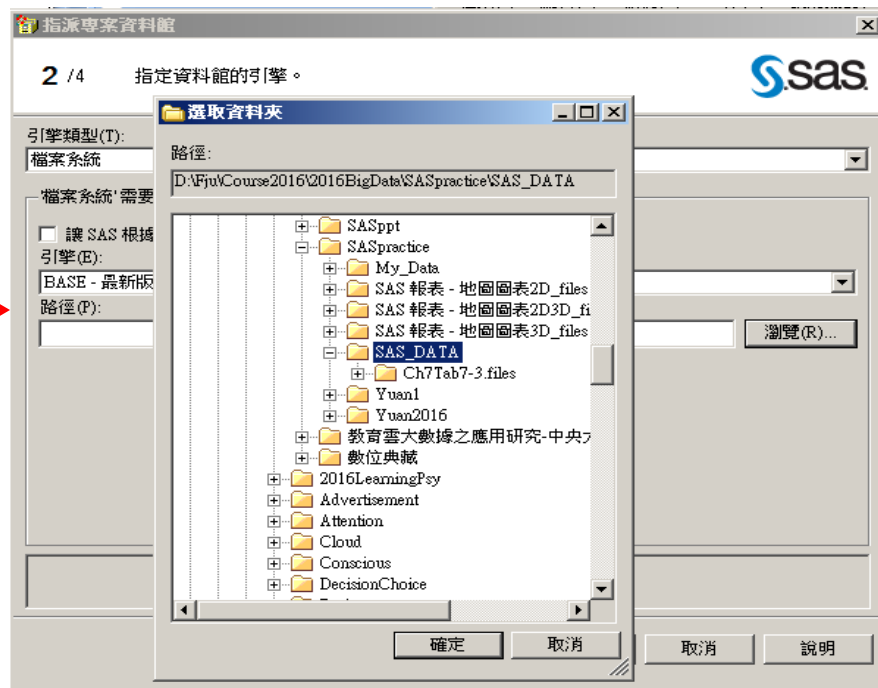 指派專案資料館
2 /4 指定資料館的引擎。
sas
引擎類型(T):
檔案系統
'檔案系統' 需要
讓 SAS 根據
引擎(E):
BASE - 最新版
路徑(P):
瀏覽(R)...
取消
說明
選取資料夾
路徑:
D:\Fju\Course2016\2016BigData\SASpractice\SAS_DATA
SASppt
SASpractice
My_Data
SAS 報表 - 地圖圖表2D_files
SAS 報表 - 地圖圖表2D3D_fi
SAS 報表 - 地圖圖表3D_files
SAS_DATA
Ch7Tab7-3.files
Yuan1
Yuan2016
教育雲大數據之應用研究-中央
數位典藏
2016LearningPsy
Advertisement
Attention
Cloud
Conscious
DecisionChoice
確定
取消